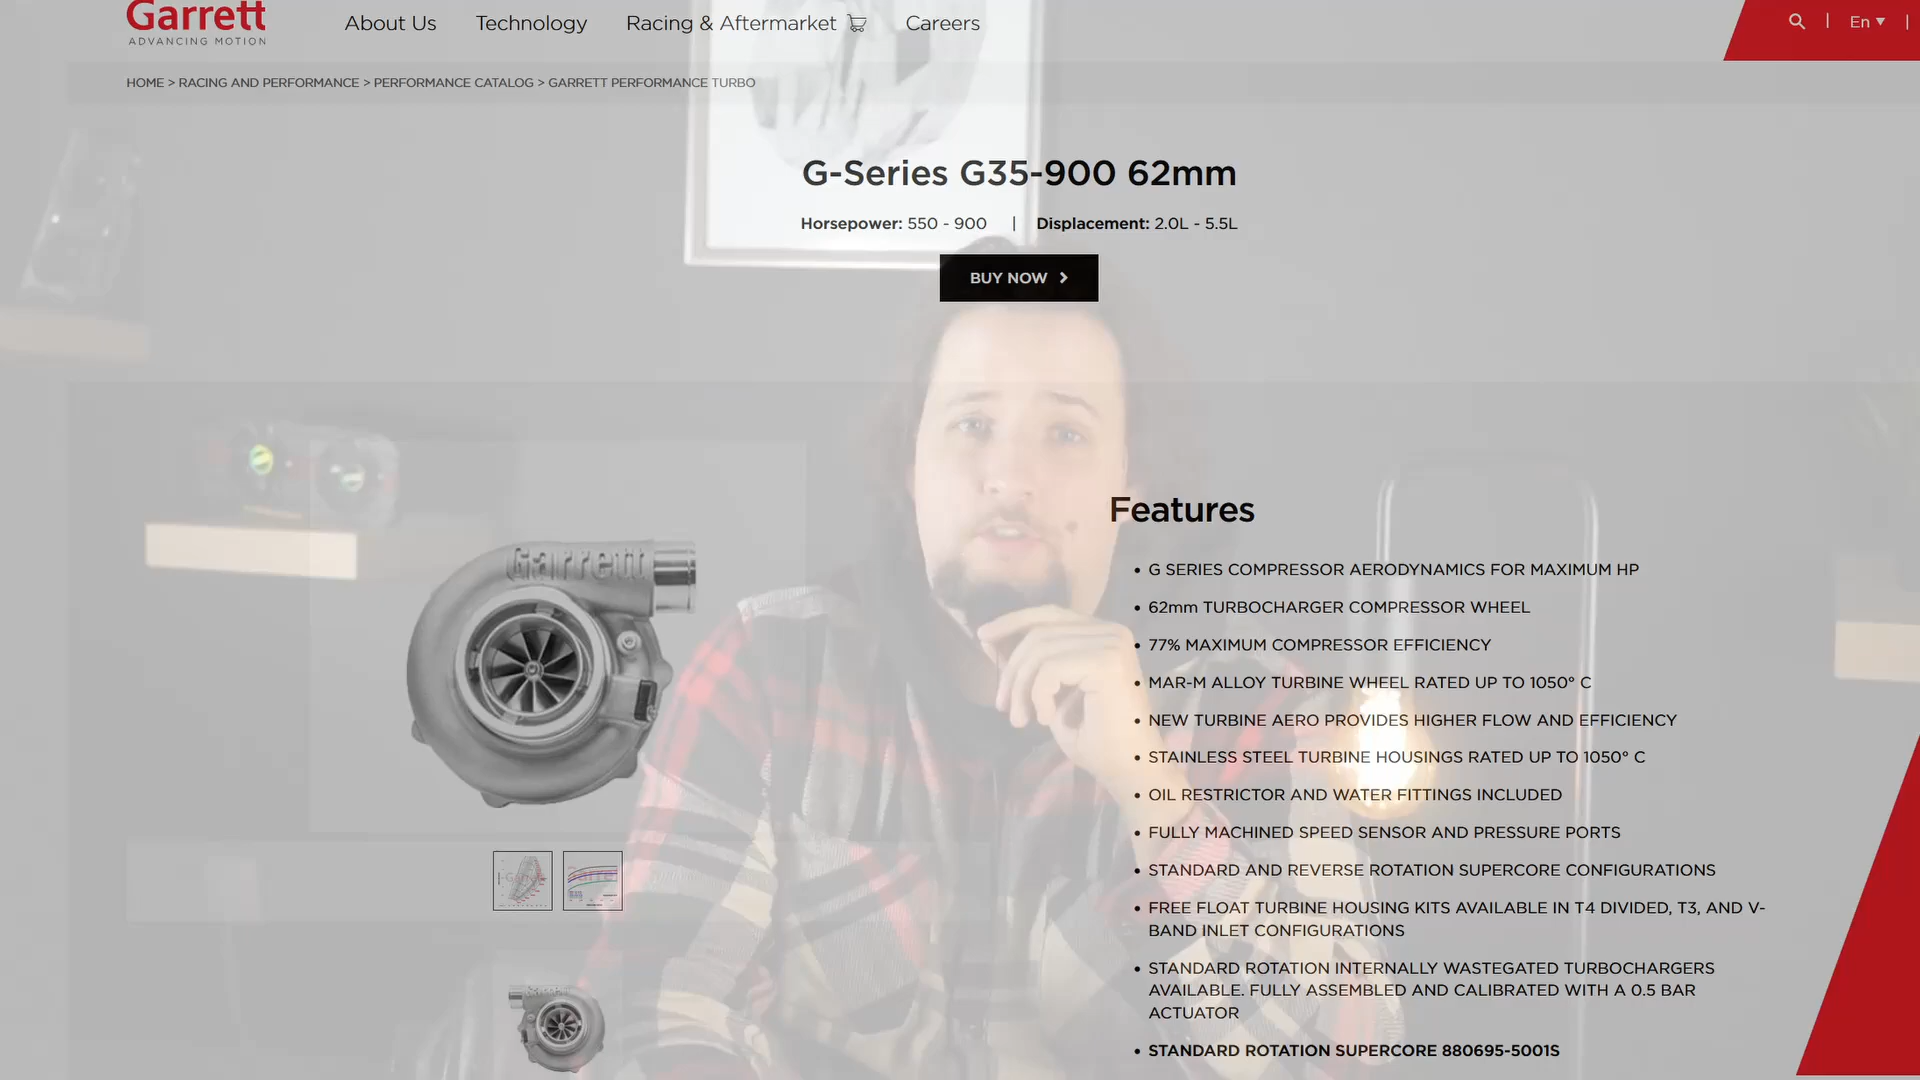 Garrett
ADVANCING MOTION
About Us Technology Racing & Aftermarket Careers
En
HOME > RACING AND PERFORMANCE > PERFORMANCE CATALOG > GARRETT PERFORMANCE TURBO
G-Series G35-900 62mm
Horsepower: 550 - 900 | Displacement: 2.0L - 5.5L
BUY NOW
Garrett
Features
• G SERIES COMPRESSOR AERODYNAMICS FOR MAXIMUM HP
• 62mm TURBOCHARGER COMPRESSOR WHEEL
• 77% MAXIMUM COMPRESSOR EFFICIENCY
• MAR-M ALLOY TURBINE WHEEL RATED UP TO 1050° C
• NEW TURBINE AERO PROVIDES HIGHER FLOW AND EFFICIENCY
• STAINLESS STEEL TURBINE HOUSINGS RATED UP TO 1050° C
• OIL RESTRICTOR AND WATER FITTINGS INCLUDED
• FULLY MACHINED SPEED SENSOR AND PRESSURE PORTS
• STANDARD AND REVERSE ROTATION SUPERCORE CONFIGURATIONS
• FREE FLOAT TURBINE HOUSING KITS AVAILABLE IN T4 DIVIDED, T3, AND V-
BAND INLET CONFIGURATIONS
• STANDARD ROTATION INTERNALLY WASTEGATED TURBOCHARGERS
AVAILABLE. FULLY ASSEMBLED AND CALIBRATED WITH A 0.5 BAR
ACTUATOR
• STANDARD ROTATION SUPERCORE 880695-5001S